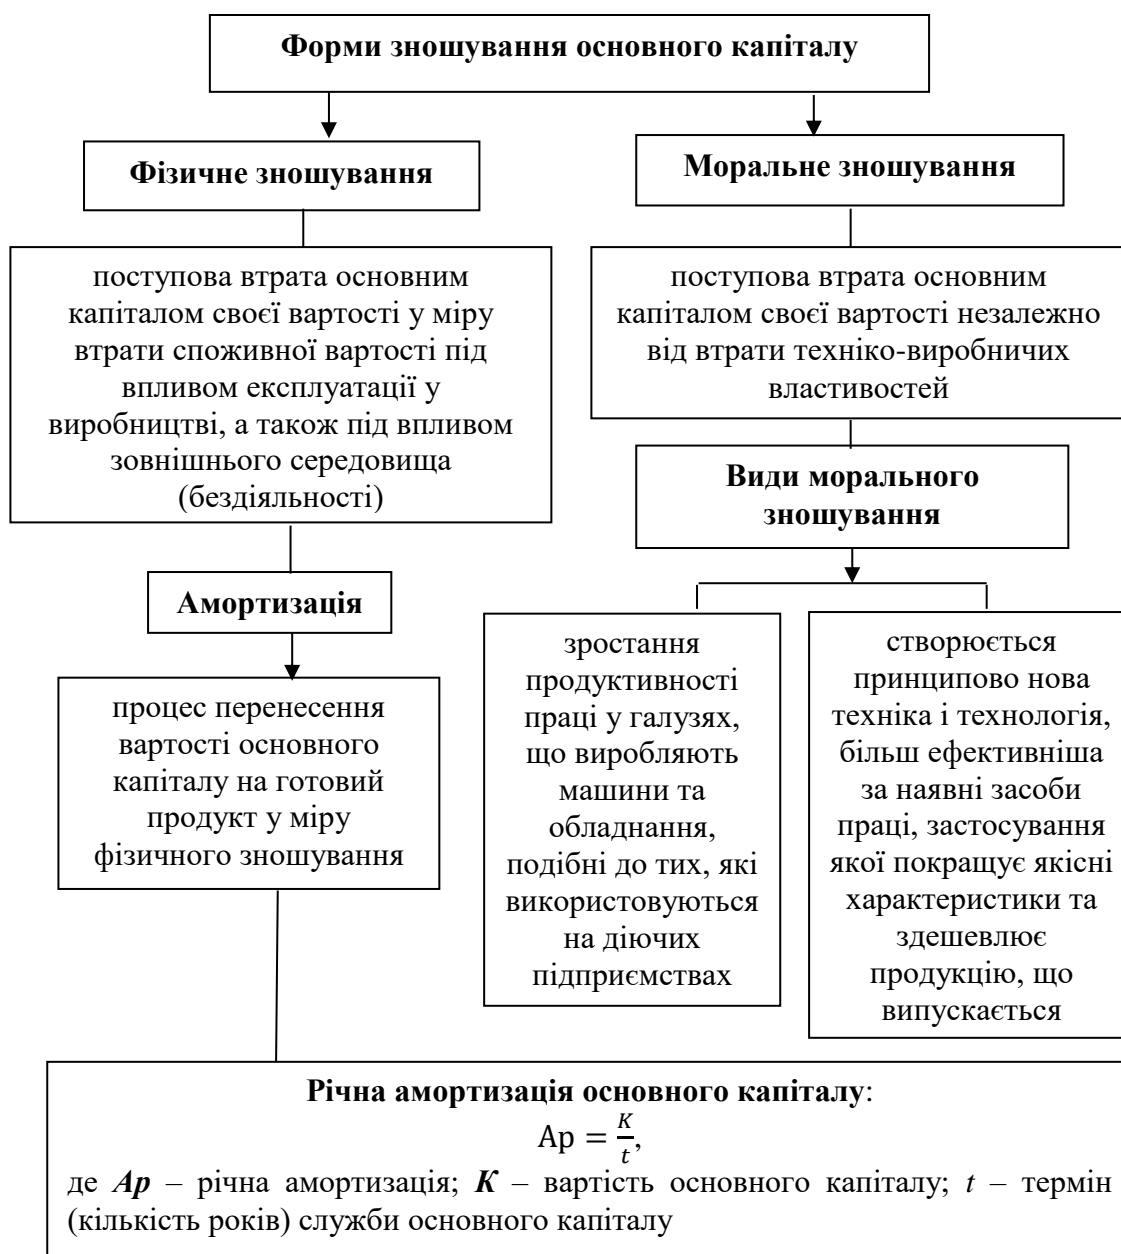 Форми зношування основного капіталу
Фізичне зношування
поступова втрата основним
капіталом своєї вартості у міру
втрати споживної вартості під
впливом експлуатації у
виробництві, а також під впливом
зовнішнього середовища
(бездіяльності)
Амортизація
процес перенесення
вартості основного
капіталу на готовий
продукт у міру
фізичного зношування
Моральне зношування
поступова втрата основним
капіталом своєї вартості незалежно
від втрати техніко-виробничих
властивостей
Види морального
зношування
зростання
продуктивності
праці у галузях,
що виробляють
машини та
обладнання,
подібні до тих, які
використовуються
на діючих
підприємствах
створюється
принципово нова
техніка і технологія,
більш ефективніша
за наявні засоби
праці, застосування
якої покращує якісні
характеристики та
здешевлює
продукцію, що
випускається
Річна амортизація основного капіталу:
Ар = K/t,
де Ар – річна амортизація; К – вартість основного капіталу; t – термін
(кількість років) служби основного капіталу